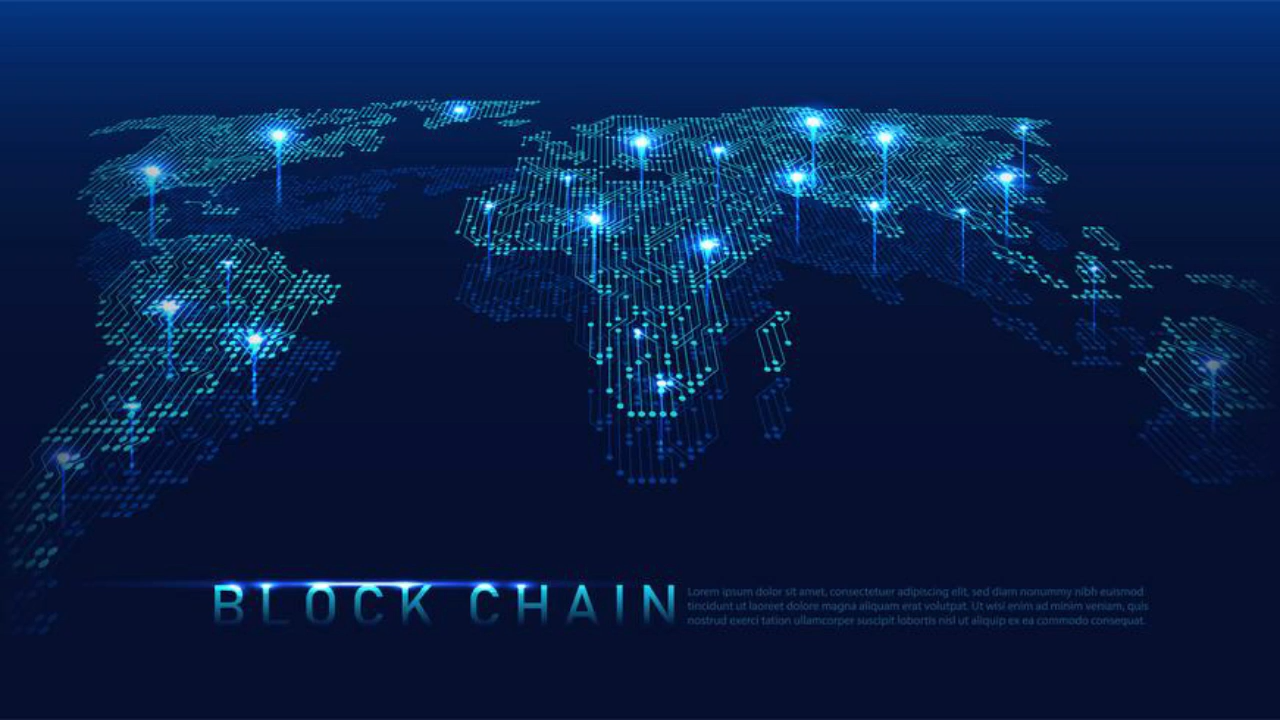 BLOCK CHAIN
Lorem ipsum dolor sit amet, consectetuer adipiscing elit, sed diam nonummy nibh euismod
tincidunt ut laoreet dolore magna aliquam erat volutpat. Ut wisi enim ad minim veniam, quis
nostrud exerci tation ullamcorper suscipit lobortis nisl ut aliquip ex ea commodo consequat.